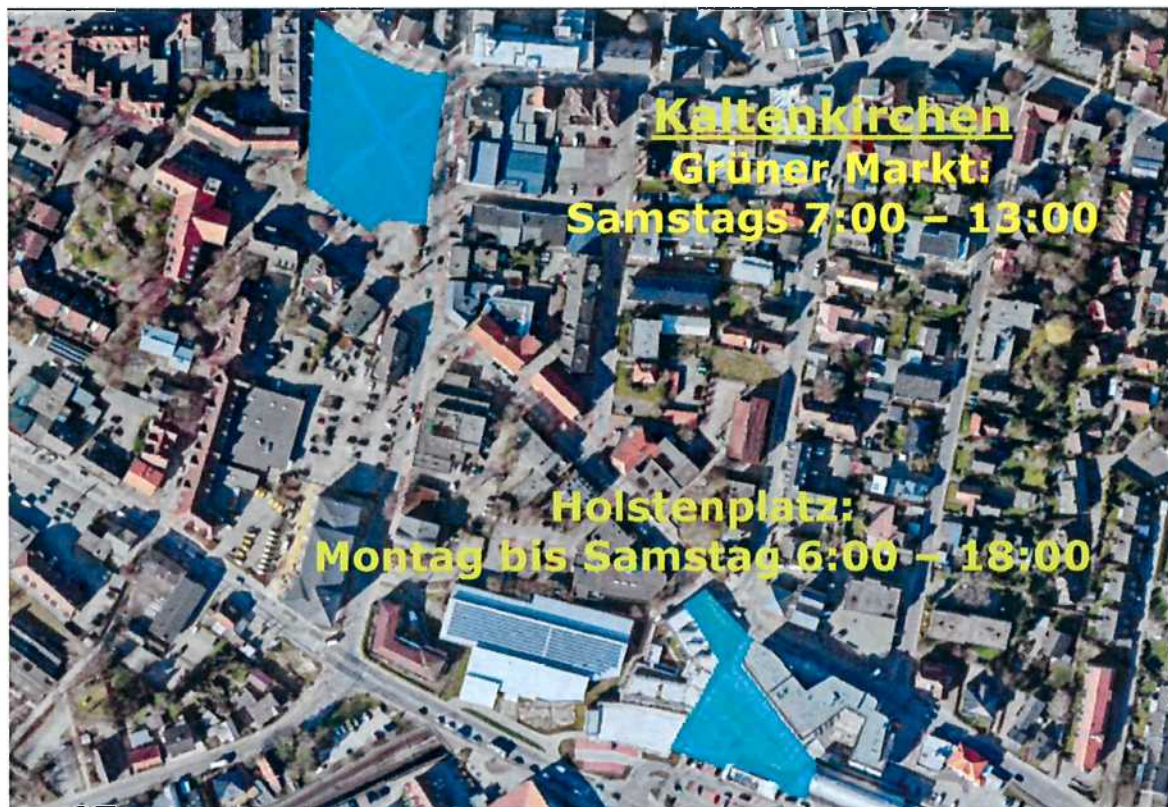 Kaltenkirchen
Grüner Markt:
Samstags 7:00 – 13:00
Holstenplatz:
Montag bis Samstag 6:00 – 18:00